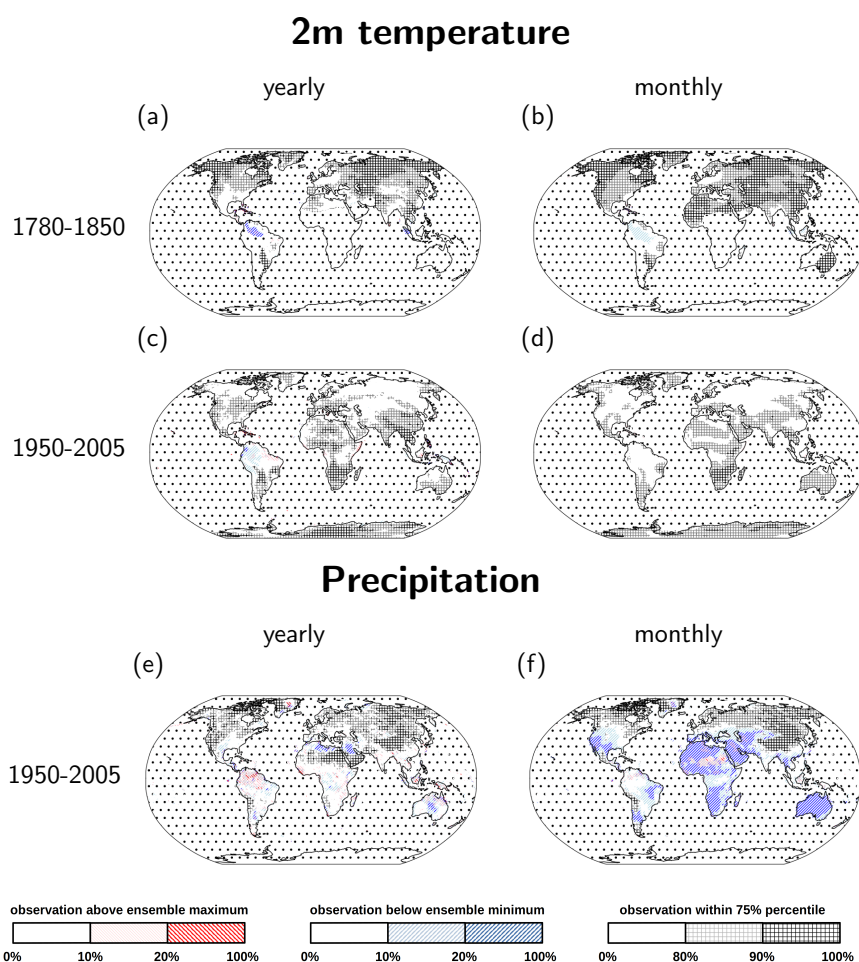 2m temperature
yearly
monthly
(a)
(b)
1780-1850
(c)
(d)
1950-2005
Precipitation
yearly
monthly
(e)
(f)
1950-2005
observation above ensemble maximum
observation below ensemble minimum
observation within 75% percentile
0% 10% 20% 100%
0% 10% 20% 100%
0% 80% 90% 100%